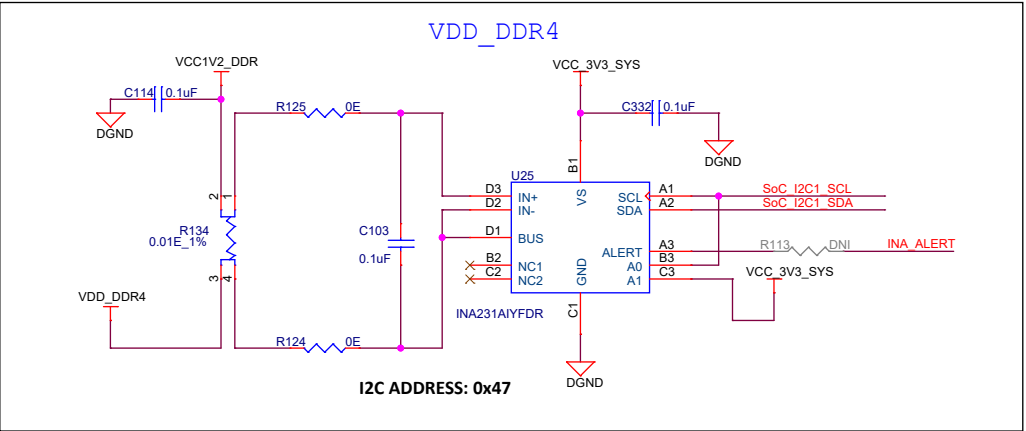 VDD_DDR4
VCC1V2_DDR
VCC_3V3_SYS
C114 0.1uF
DGND
R125 0E
C332 0.1uF
DGND
B1
U25
VS
D3 IN+
D2 IN-
D1 BUS
B2 NC1
C2 NC2
SCL A1 SoC_I2C1_SCL
SDA A2 SoC_I2C1_SDA
ALERT A3 R113 DNI INA_ALERT
A0 B3
A1 C3
VCC_3V3_SYS
GND
C1
INA231AIYFDR
2 1
R134
0.01E_1%
3 4
C103
0.1uF
VDD_DDR4
R124 0E
DGND
I2C ADDRESS: 0x47